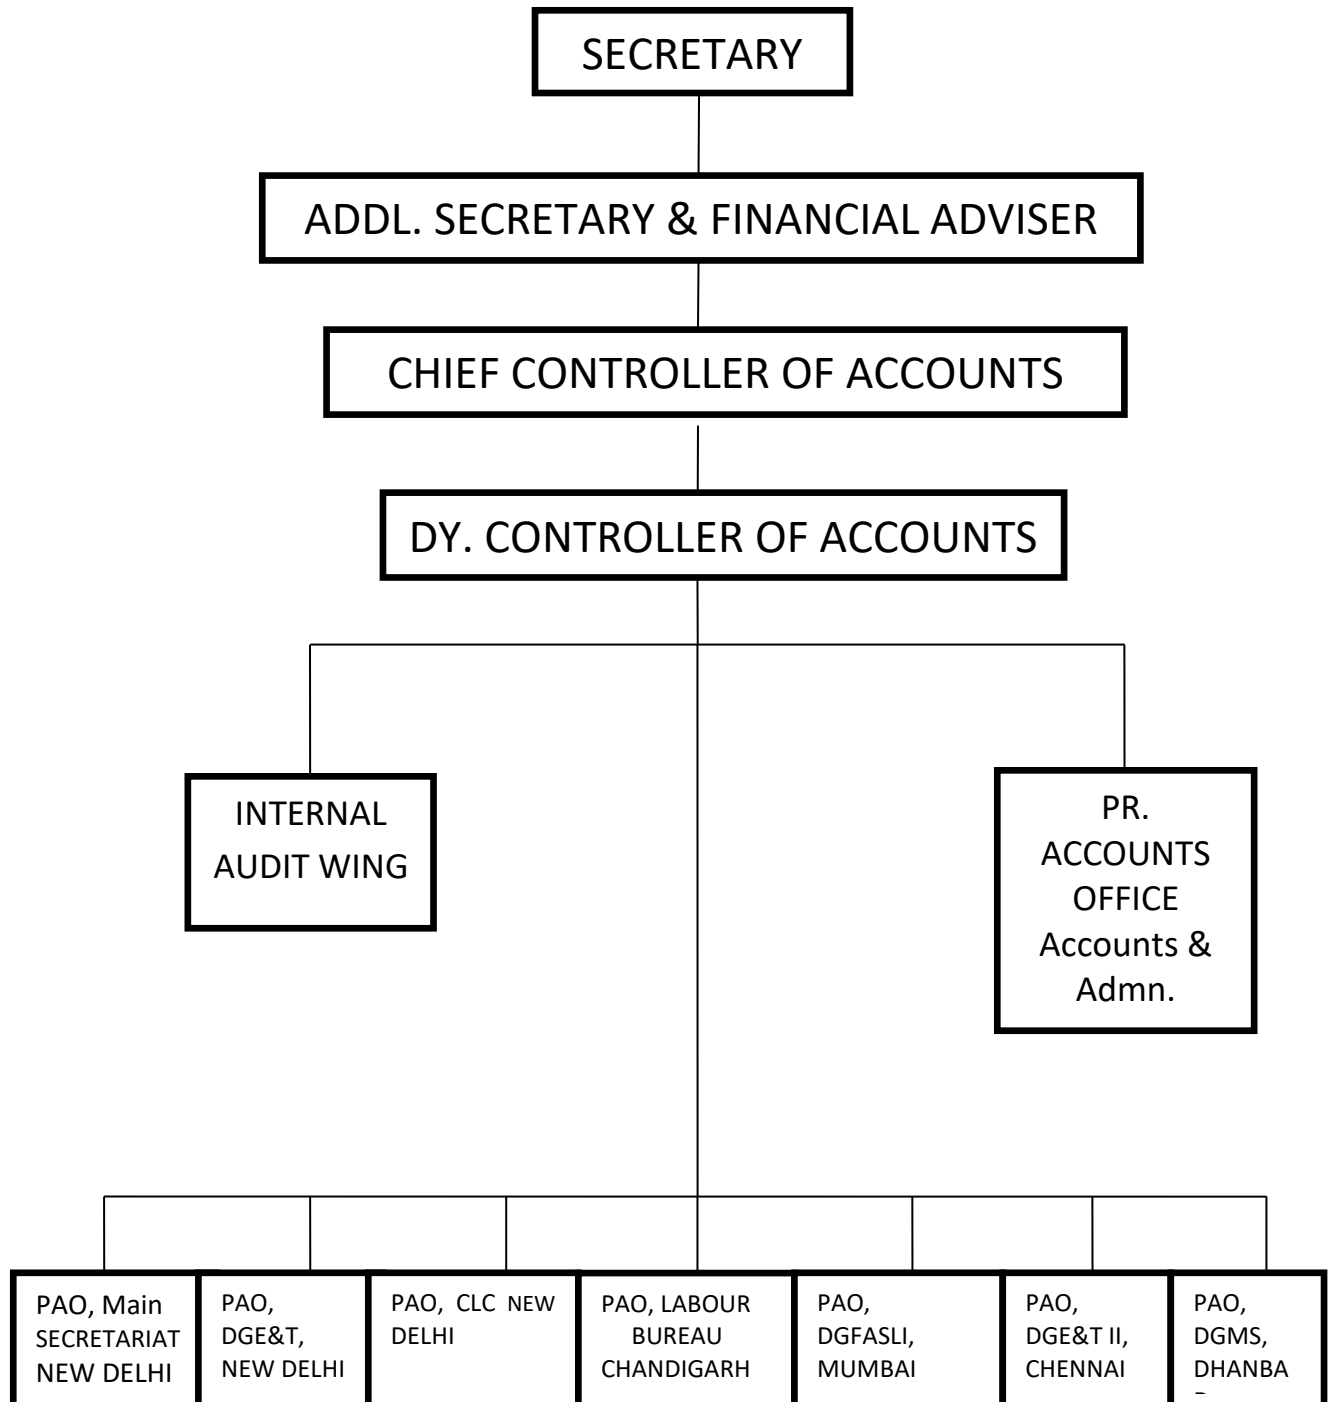 SECRETARY
ADDL. SECRETARY & FINANCIAL ADVISER
CHIEF CONTROLLER OF ACCOUNTS
DY. CONTROLLER OF ACCOUNTS
INTERNAL
AUDIT WING
PR.
ACCOUNTS
OFFICE
Accounts &
Admn.
PAO, Main
SECRETARIAT
NEW DELHI
PAO,
DGE&T,
NEW DELHI
PAO, CLC NEW
DELHI
PAO, LABOUR
BUREAU
CHANDIGARH
PAO,
DGFASLI,
MUMBAI
PAO,
DGE&T II,
CHENNAI
PAO,
DGMS,
DHANBA